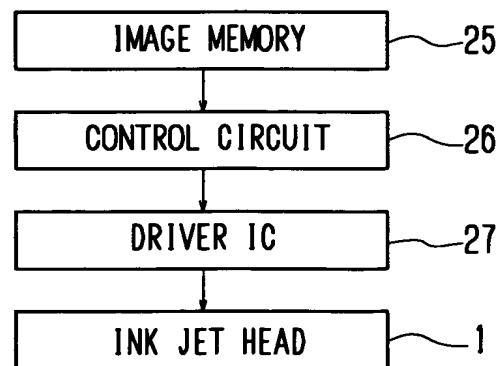 IMAGE MEMORY 25
CONTROL CIRCUIT 26
DRIVER IC 27
INK JET HEAD 1